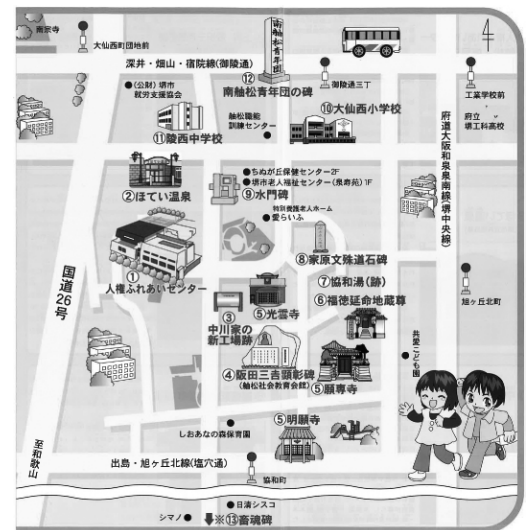 南宗寺
大仙西町団地前
深井・畑山・宿院線(御陵通)
南舳松青年団
⑫
南舳松青年団の碑
御陵通三丁
工業学校前
府立
堺工科高校
●(公財)堺市
就労支援協会
舳松職能
訓練センター
⑩大仙西小学校
⑪陵西中学校
府道大阪和泉泉南線(堺中央線)
●ちぬが丘保健センター2F
●堺市老人福祉センター(泉寿苑)1F
②ほてい温泉
⑨水門碑
特別養護老人ホーム
●愛らいふ
⑧家原文殊道石碑
①
人権ふれあいセンター
国道26号
⑦協和湯(跡)
⑥福徳延命地蔵尊
旭ヶ丘北町
③
中川家の
新工場跡
⑤光雲寺
共愛こども園
④阪田三吉顕彰碑
(舳松社会教育会館)
⑤願専寺
⑤明願寺
しおあなの森保育園
至和歌山
出島・旭ヶ丘北線(塩穴通)
協和町
●日清シスコ
シマノ●
⬇※⑬畜魂碑